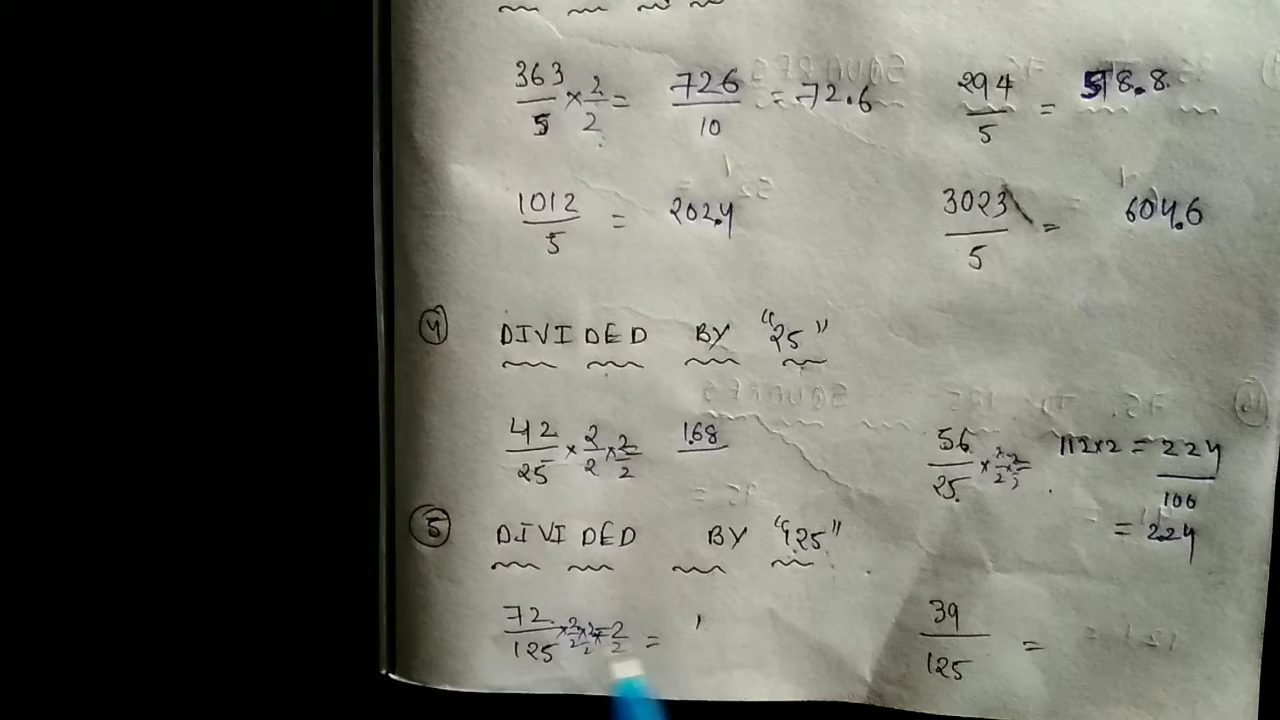 363/5 × 2/2 = 726/10 = 72.6 294/5 = 58.8
1012/5 = 202.4 3023/5 = 604.6
4 DIVIDED BY "25"
42/25 × 2/2 × 2/2 1.68 56/25 × 2/2 × 2/2 = 112×2 = 224/100
= 2.24
5 DIVIDED BY "125"
72/125 × 2/2 × 2/2 × 2/2 = 39/125 =